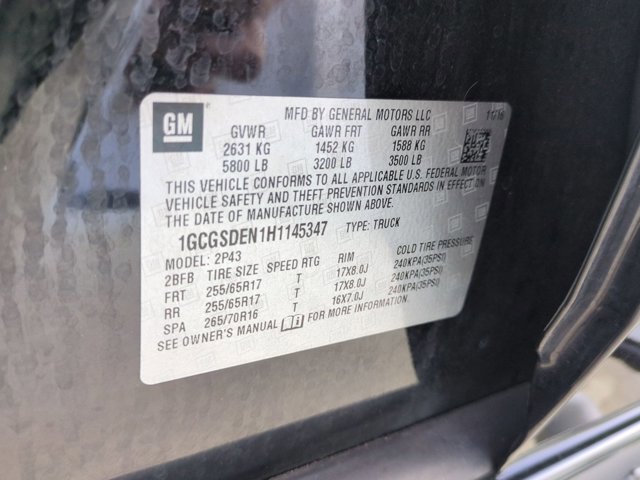 GM
MFD BY GENERAL MOTORS LLC 11/16
GVWR GAWR FRT GAWR RR
2631 KG 1452 KG 1588 KG
5800 LB 3200 LB 3500 LB
THIS VEHICLE CONFORMS TO ALL APPLICABLE U.S. FEDERAL MOTOR
VEHICLE SAFETY AND THEFT PREVENTION STANDARDS IN EFFECT ON
THE DATE OF MANUFACTURE SHOWN ABOVE.
1GCGSDEN1H1145347 TYPE: TRUCK
MODEL: 2P43
2BFB TIRE SIZE SPEED RTG RIM COLD TIRE PRESSURE
FRT 255/65R17 T 17X8.0J 240KPA(35PSI)
RR 255/65R17 T 17X8.0J 240KPA(35PSI)
SPA 265/70R16 T 16X7.0J 240KPA(35PSI)
SEE OWNER'S MANUAL FOR MORE INFORMATION.